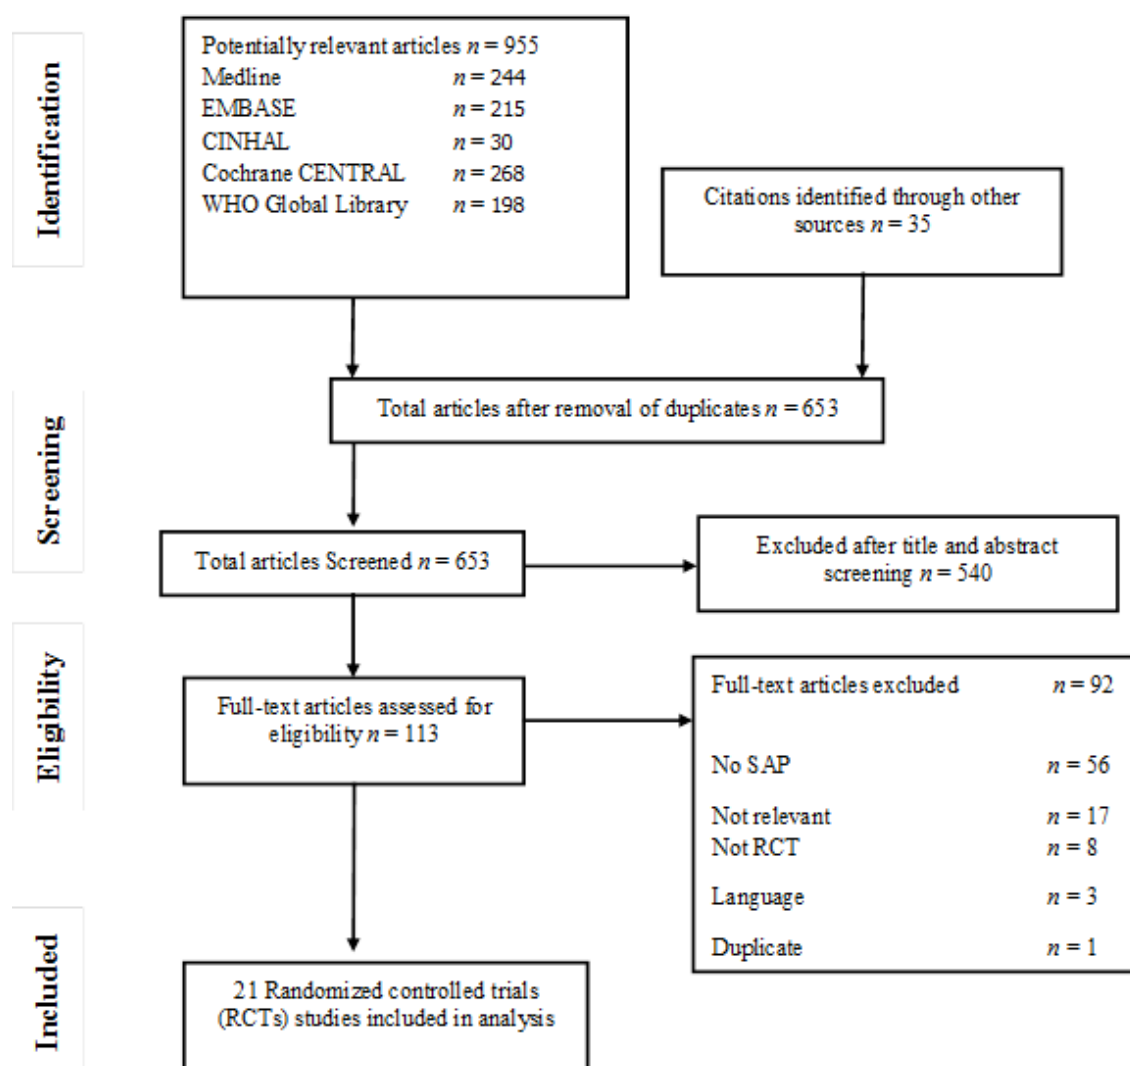 Identification
Potentially relevant articles n = 955
Medline n = 244
EMBASE n = 215
CINHAL n = 30
Cochrane CENTRAL n = 268
WHO Global Library n = 198
Citations identified through other
sources n = 35
Screening
Total articles after removal of duplicates n = 653
Total articles Screened n = 653
Excluded after title and abstract
screening n = 540
Eligibility
Full-text articles assessed for
eligibility n = 113
Full-text articles excluded n = 92
No SAP n = 56
Not relevant n = 17
Not RCT n = 8
Language n = 3
Duplicate n = 1
Included
21 Randomized controlled trials
(RCTs) studies included in analysis